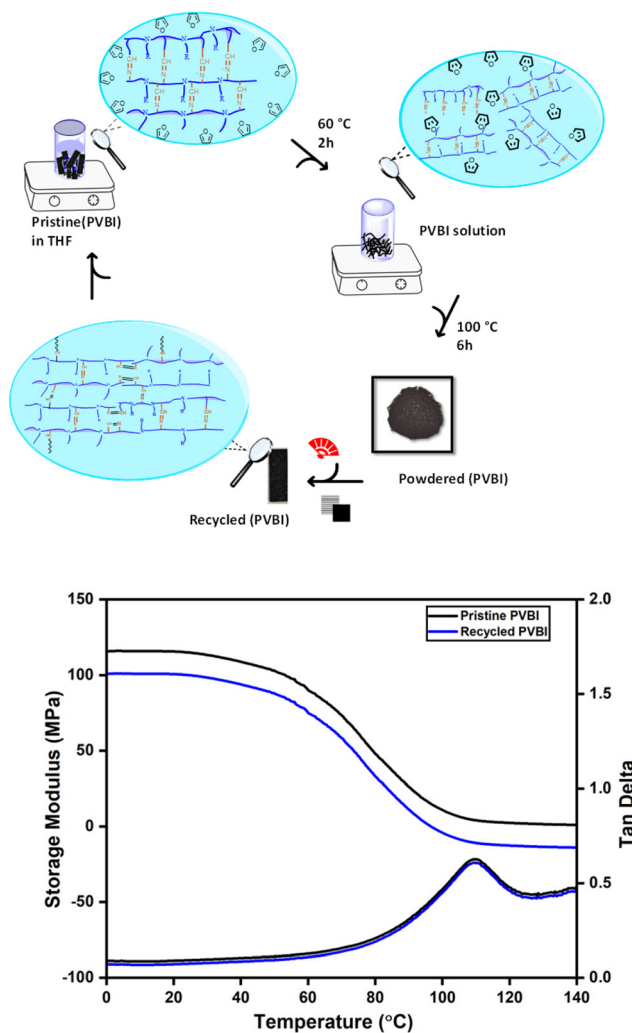 60 °C
2h
Pristine(PVBI)
in THF
PVBI solution
100 °C
6h
Powdered (PVBI)
Recycled (PVBI)
150
100
50
0
-50
-100
Storage Modulus (MPa)
Pristine PVBI
Recycled PVBI
2.0
1.5
1.0
0.5
0.0
Tan Delta
0
20
40
60
80
100
120
140
Temperature (°C)